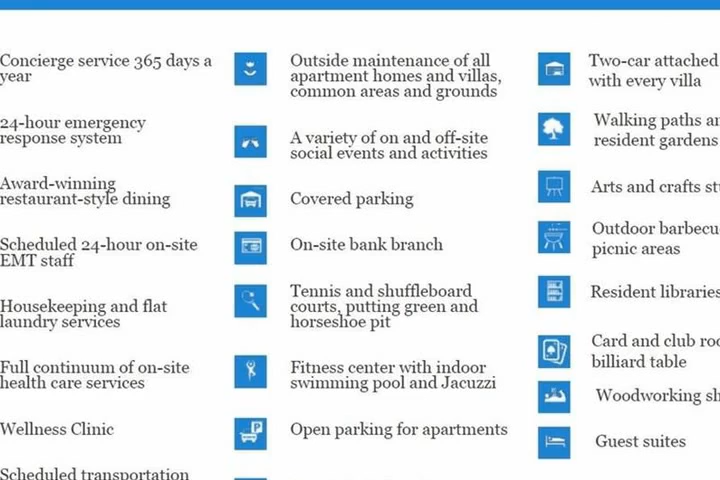 Concierge service 365 days a
year
24-hour emergency
response system
Award-winning
restaurant-style dining
Scheduled 24-hour on-site
EMT staff
Housekeeping and flat
laundry services
Full continuum of on-site
health care services
Wellness Clinic
Scheduled transportation
Outside maintenance of all
apartment homes and villas,
common areas and grounds
A variety of on and off-site
social events and activities
Covered parking
On-site bank branch
Tennis and shuffleboard
courts, putting green and
horseshoe pit
Fitness center with indoor
swimming pool and Jacuzzi
P
Open parking for apartments
Two-car attached
with every villa
Walking paths
resident gardens
Arts and crafts
Outdoor
picnic areas
Resident libraries
Card and club
billiard table
Woodworking
Guest suites